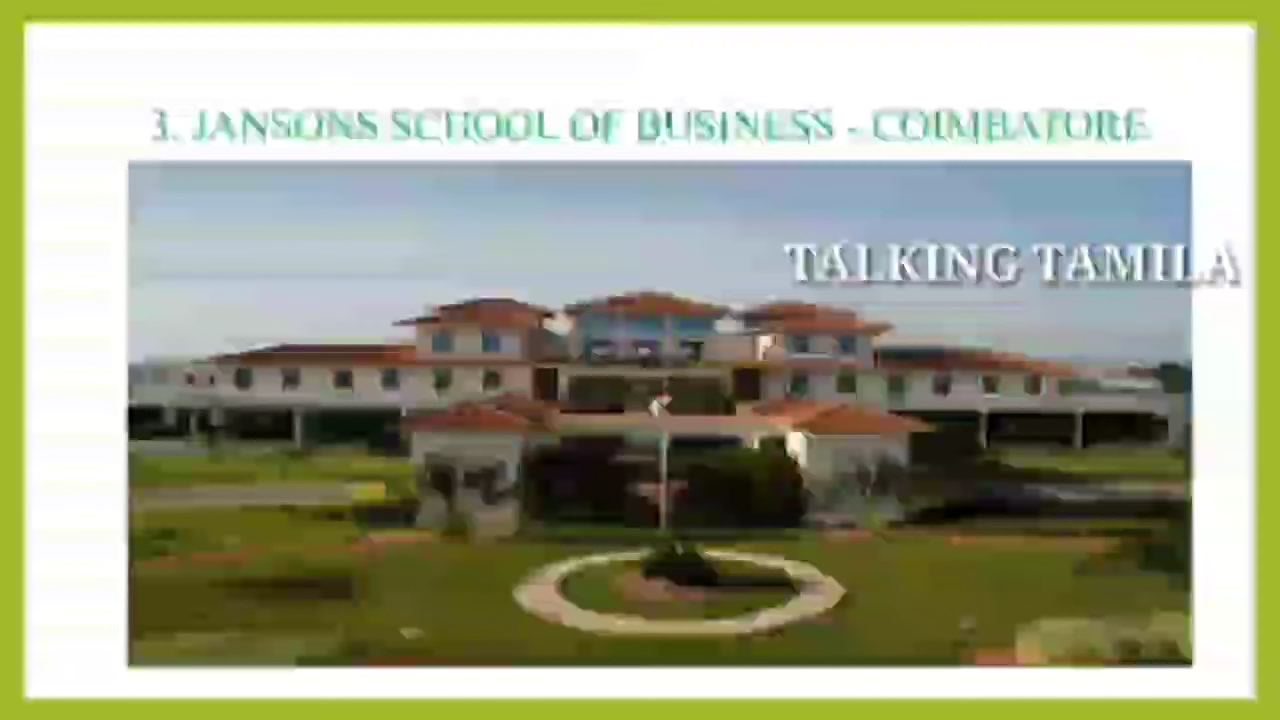 3. JANSONS SCHOOL OF BUSINESS - COIMBATORE
TALKING TAMILA